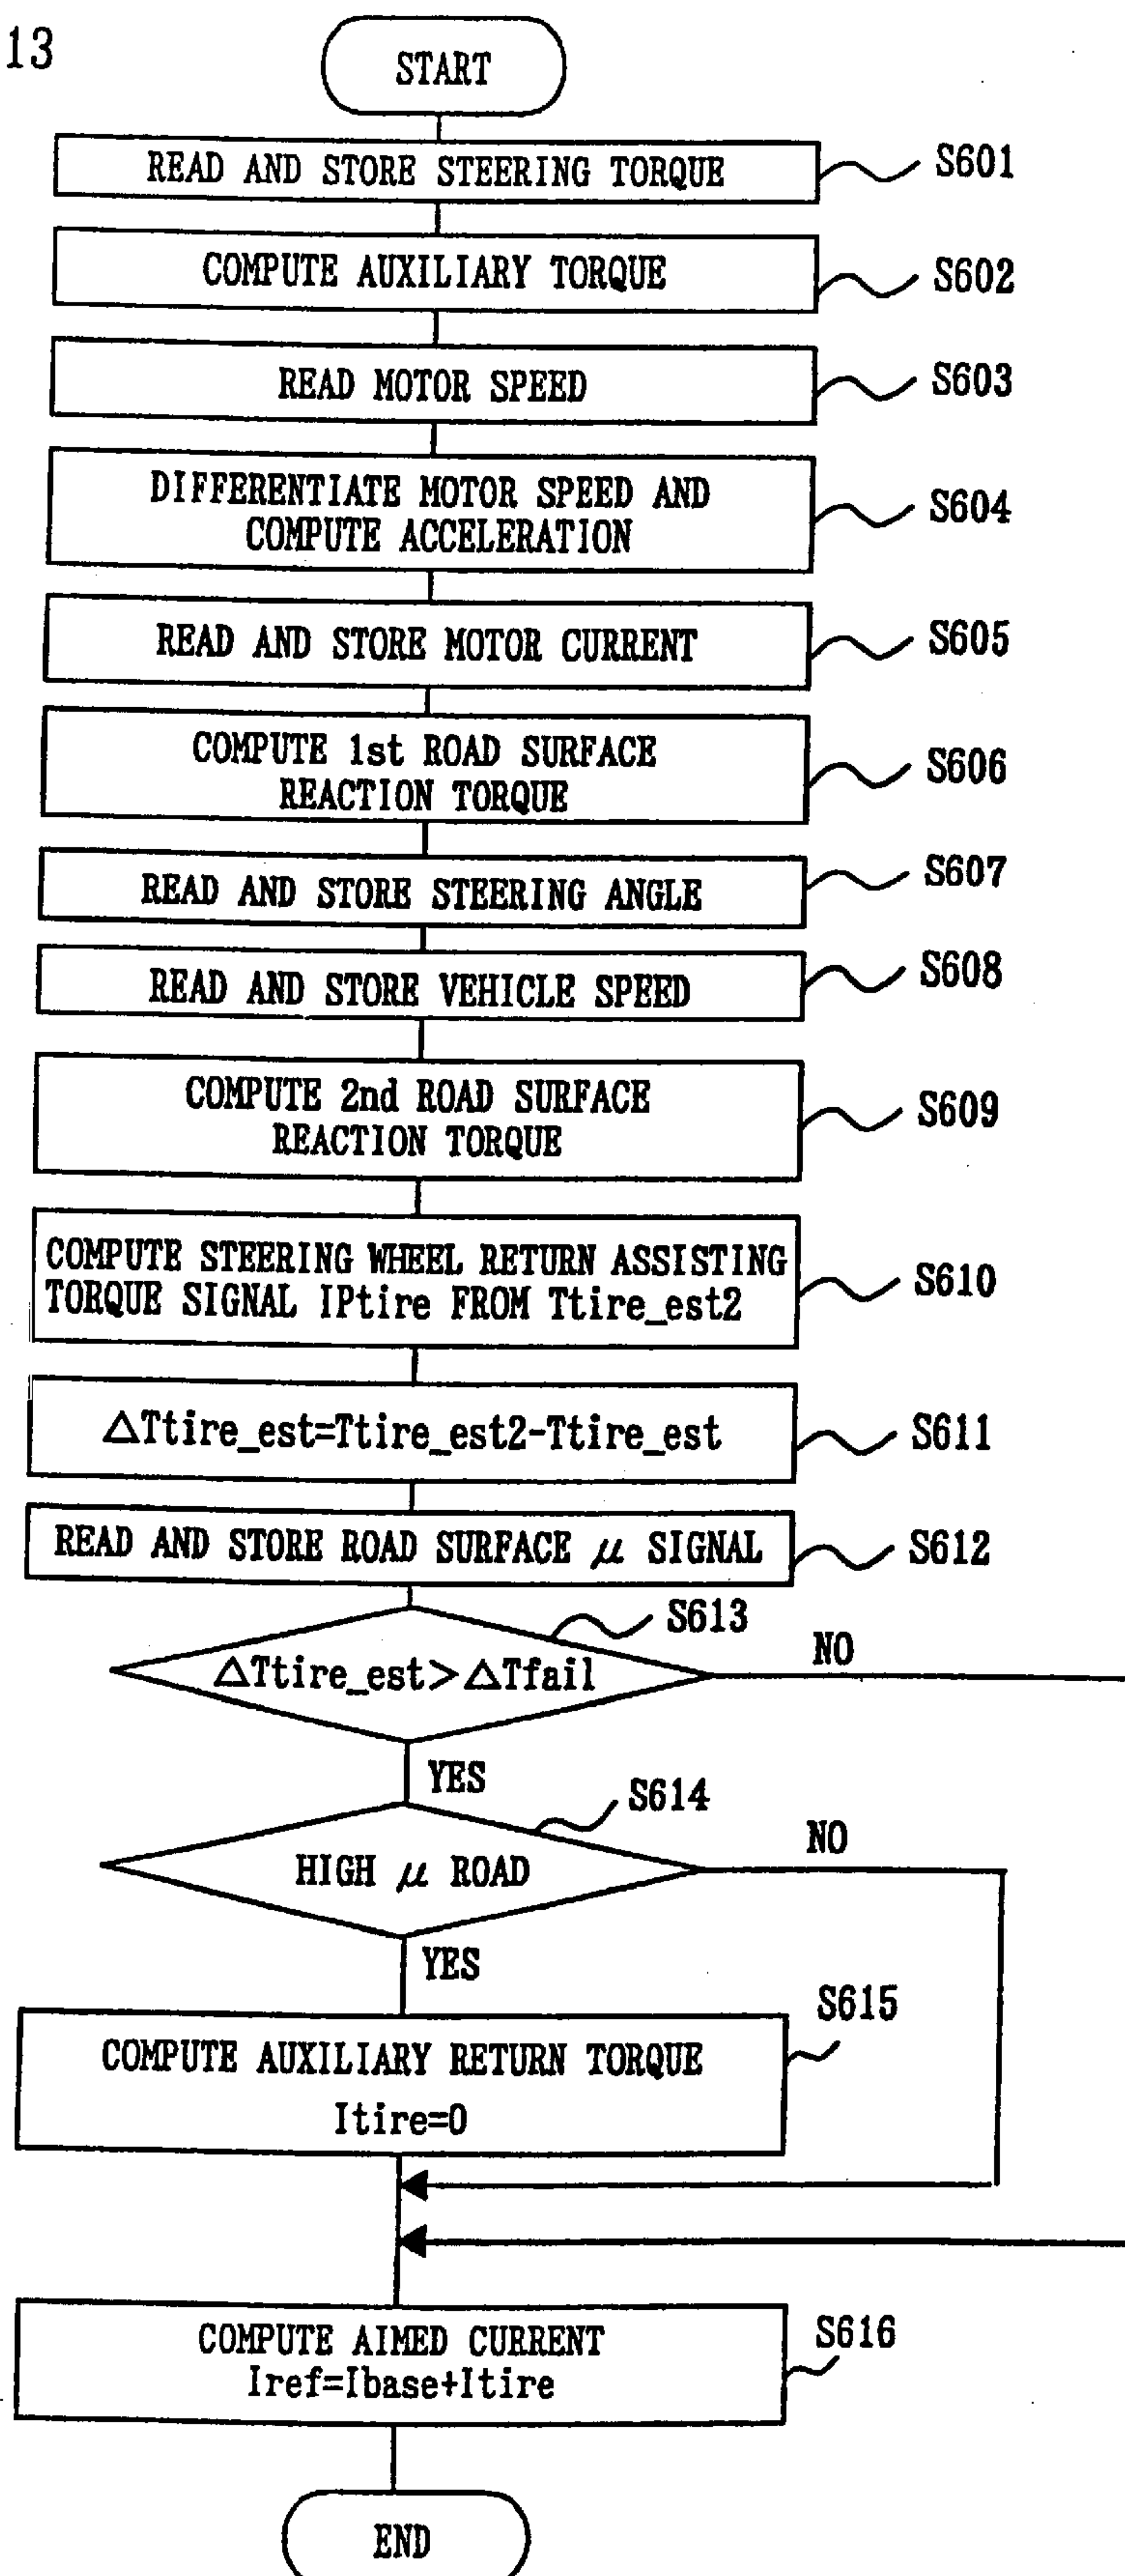 13
START
READ AND STORE STEERING TORQUE
S601
COMPUTE AUXILIARY TORQUE
S602
READ MOTOR SPEED
S603
DIFFERENTIATE MOTOR SPEED AND
COMPUTE ACCELERATION
S604
READ AND STORE MOTOR CURRENT
S605
COMPUTE 1st ROAD SURFACE
REACTION TORQUE
S606
READ AND STORE STEERING ANGLE
S607
READ AND STORE VEHICLE SPEED
S608
COMPUTE 2nd ROAD SURFACE
REACTION TORQUE
S609
COMPUTE STEERING WHEEL RETURN ASSISTING
TORQUE SIGNAL IPtire FROM Ttire_est2
S610
△Ttire_est=Ttire_est2-Ttire_est
S611
READ AND STORE ROAD SURFACE μ SIGNAL
S612
S613
△Ttire_est>△Tfail
NO
YES
S614
HIGH μ ROAD
NO
YES
S615
COMPUTE AUXILIARY RETURN TORQUE
Itire=0
COMPUTE AIMED CURRENT
Iref=Ibase+Itire
S616
END